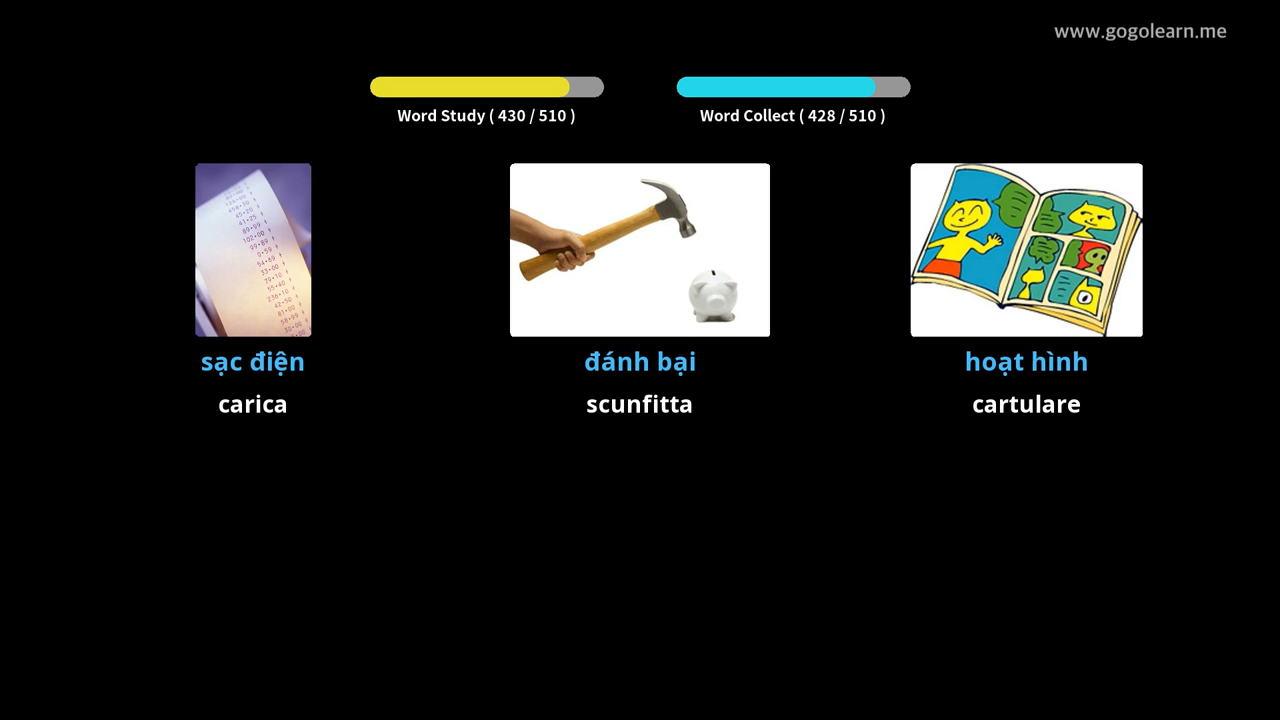 www.gogolearn.me
Word Study ( 430 / 510 )
Word Collect ( 428 / 510 )
sạc điện
đánh bại
hoạt hình
carica
scunfitta
cartulare